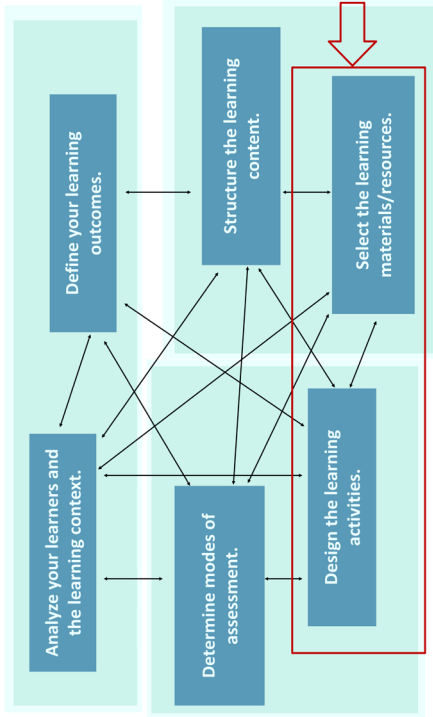 Analyze your learners and
the learning context.
Define your learning
outcomes.
Determine modes of
assessment.
Structure the learning
content.
Design the learning
activities.
Select the learning
materials/resources.